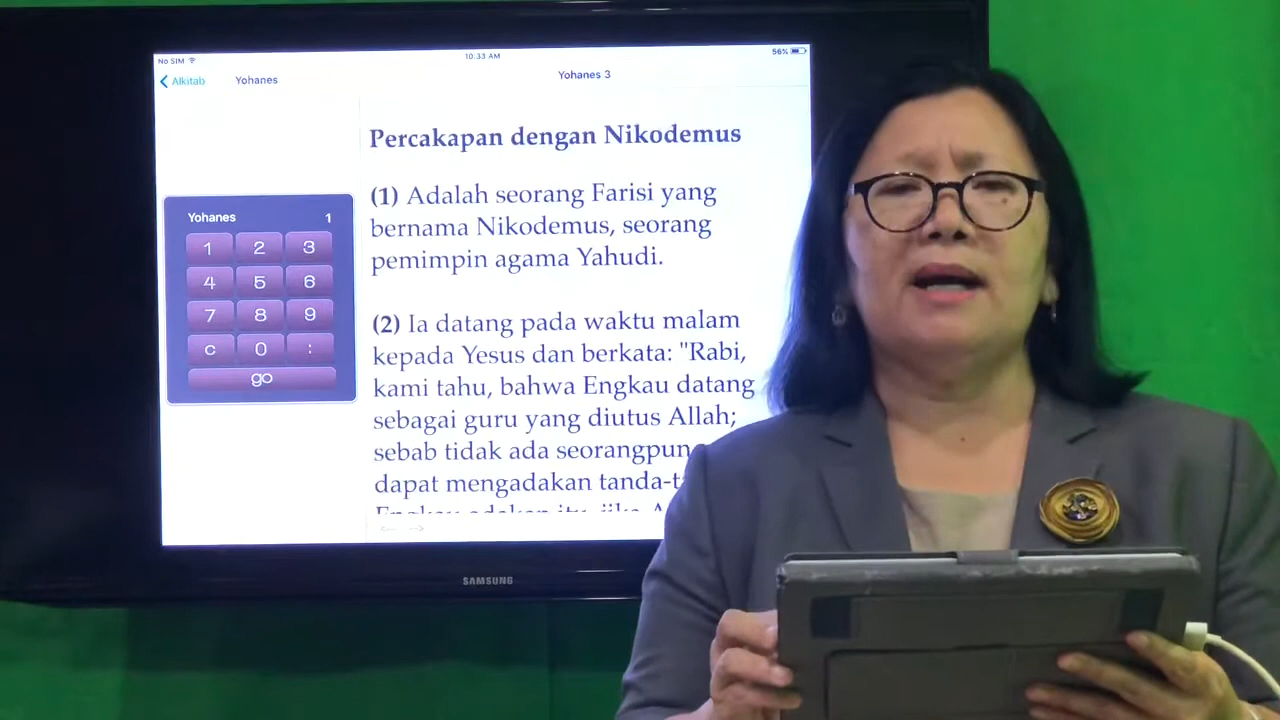 No SIM
10:33 AM
56%
Alkitab
Yohanes
Yohanes 3
Percakapan dengan Nikodemus
(1) Adalah seorang Farisi yang
bernama Nikodemus, seorang
pemimpin agama Yahudi.
(2) Ia datang pada waktu malam
kepada Yesus dan berkata: "Rabi,
kami tahu, bahwa Engkau datang
sebagai guru yang diutus Allah;
sebab tidak ada seorangpun
dapat mengadakan tanda-t
Yohanes 1
1 2 3
4 5 6
7 8 9
c 0 :
go
SAMSUNG